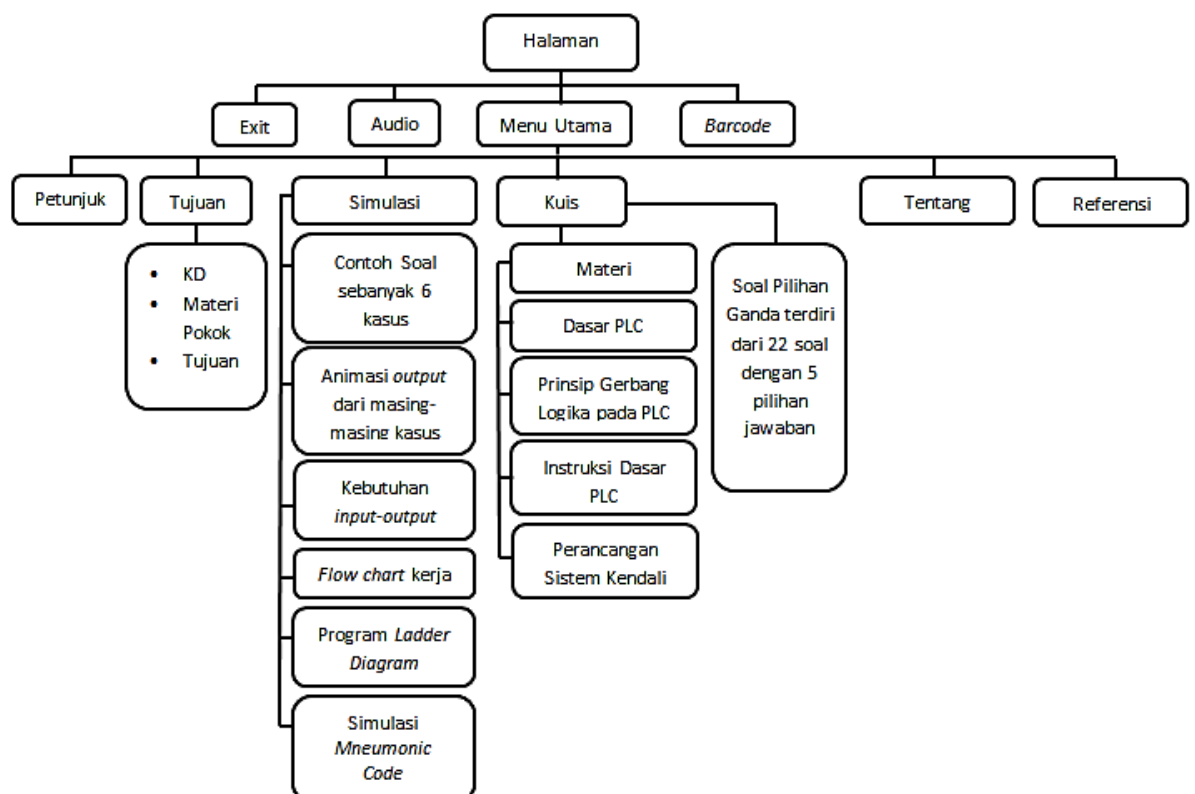 Halaman
Exit
Audio
Menu Utama
Barcode
Petunjuk
Tujuan
Simulasi
Kuis
Tentang
Referensi
• KD
• Materi
Pokok
• Tujuan
Contoh Soal
sebanyak 6
kasus
Animasi output
dari masing-
masing kasus
Kebutuhan
input-output
Flow chart kerja
Program Ladder
Diagram
Simulasi
Mneumonic
Code
Materi
Dasar PLC
Prinsip Gerbang
Logika pada PLC
Instruksi Dasar
PLC
Perancangan
Sistem Kendali
Soal Pilihan
Ganda terdiri
dari 22 soal
dengan 5
pilihan
jawaban